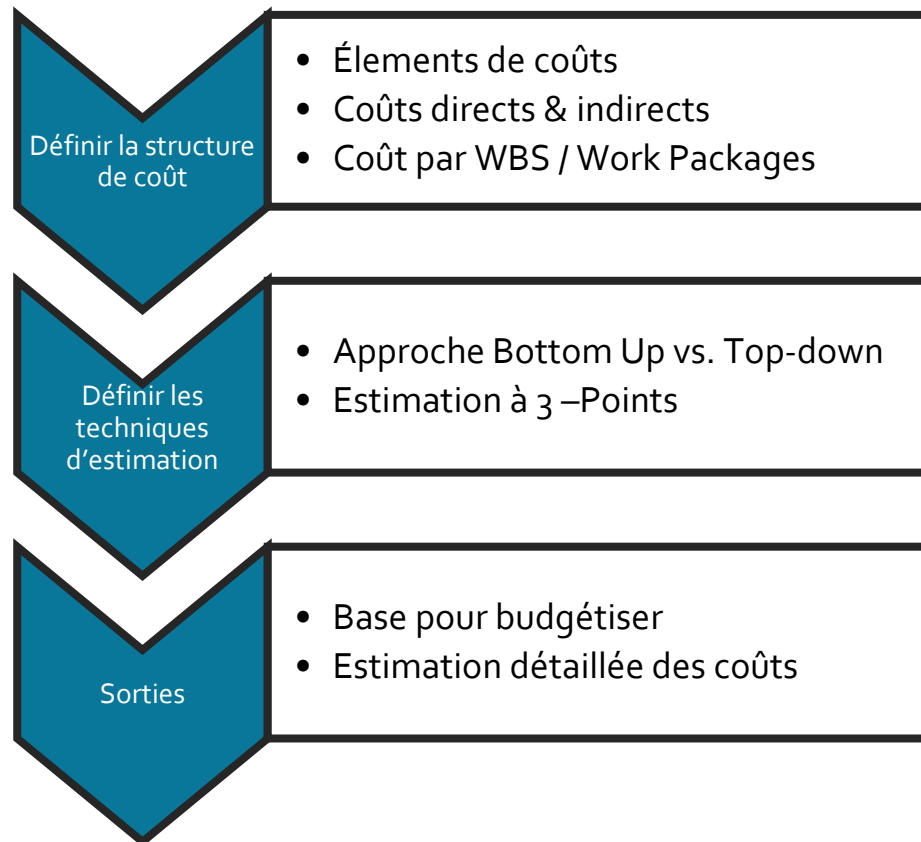 Définir la structure
de coût
• Élements de coûts
• Coûts directs & indirects
• Coût par WBS / Work Packages
Définir les
techniques
d'estimation
• Approche Bottom Up vs. Top-down
• Estimation à 3 –Points
Sorties
• Base pour budgétiser
• Estimation détaillée des coûts